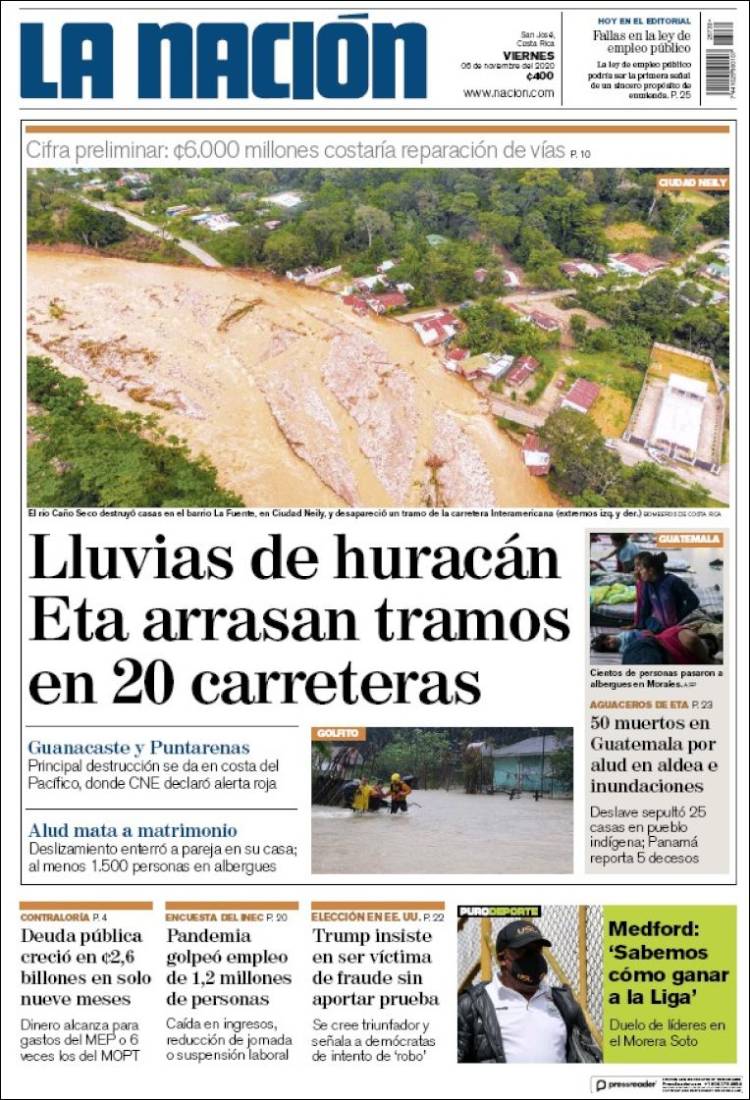 LA NACIÓN
San José,
Costa Rica
VIERNES
06 de noviembre del 2020
¢400
www.nacion.com
HOY EN EL EDITORIAL
Fallas en la ley de
empleo público
La ley de empleo público
podría ser la primera señal
de un sincero propósito de
enmienda. P. 25
Cifra preliminar: ¢6.000 millones costaría reparación de vías P. 10
CIUDAD NEILY
El río Caño Seco destruyó casas en el barrio La Fuente, en Ciudad Neily, y desapareció un tramo de la carretera Interamericana (extremos izq. y der.) BOMBEROS DE COSTA RICA
Lluvias de huracán
Eta arrasan tramos
en 20 carreteras
Guanacaste y Puntarenas
Principal destrucción se da en costa del
Pacífico, donde CNE declaró alerta roja
Alud mata a matrimonio
Deslizamiento enterró a pareja en su casa;
al menos 1.500 personas en albergues
GOLFITO
GUATEMALA
Cientos de personas pasaron a
albergues en Morales. AFP
AGUACEROS DE ETA P. 23
50 muertos en
Guatemala por
alud en aldea e
inundaciones
Deslave sepultó 25
casas en pueblo
indígena; Panamá
reporta 5 decesos
CONTRALORÍA P. 4
Deuda pública
creció en ¢2,6
billones en solo
nueve meses
Dinero alcanza para
gastos del MEP o 6
veces los del MOPT
ENCUESTA DEL INEC P. 20
Pandemia
golpeó empleo
de 1,2 millones
de personas
Caída en ingresos,
reducción de jornada
o suspensión laboral
ELECCIÓN EN EE. UU. P. 22
Trump insiste
en ser víctima
de fraude sin
aportar prueba
Se cree triunfador y
señala a demócratas
de intento de ‘robo’
PURODEPORTE
Medford:
‘Sabemos
cómo ganar
a la Liga’
Duelo de líderes en
el Morera Soto
pressreader